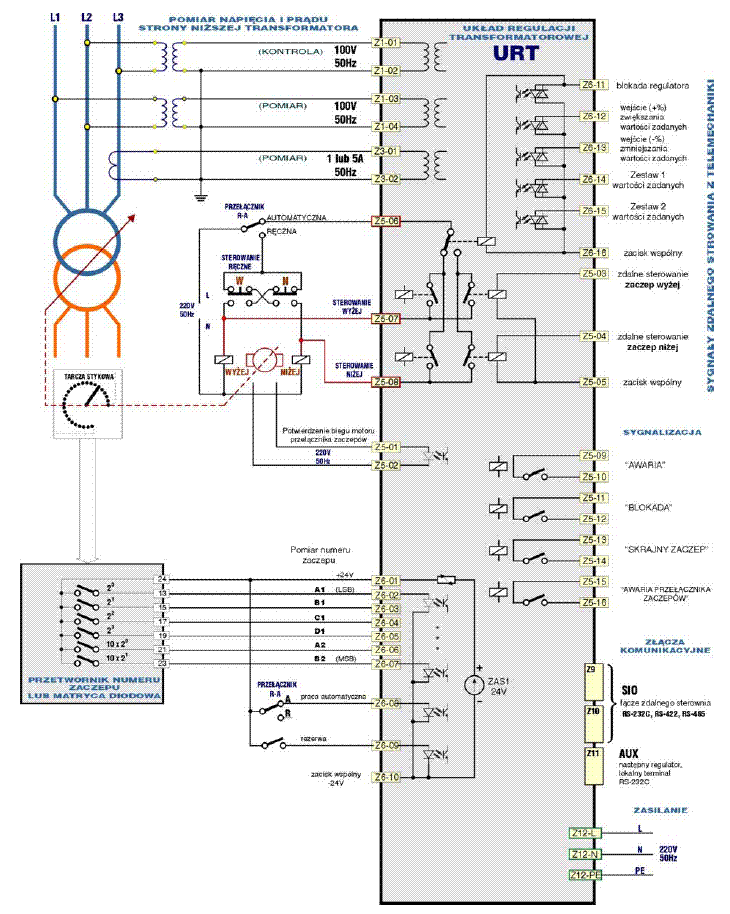 L1 L2 L3
POMIAR NAPIĘCIA I PRĄDU
STRONY NIŻSZEJ TRANSFORMATORA
UKŁAD REGULACJI
TRANSFORMATOROWEJ
URT
(KONTROLA) 100V
50Hz
Z1-01
Z1-02
(POMIAR) 100V
50Hz
Z1-03
Z1-04
(POMIAR) 1 lub 5A
50Hz
Z3-01
Z3-02
Z6-11 blokada regulatora
Z6-12 wejście (+%)
zwiększania
wartości zadanych
Z6-13 wejście (-%)
zmniejszania
wartości zadanych
Z6-14 Zestaw 1
wartości zadanych
Z6-15 Zestaw 2
wartości zadanych
Z6-16 zacisk wspólny
Z5-03 zdalne sterowanie
zaczep wyżej
Z5-04 zdalne sterowanie
zaczep niżej
Z5-05 zacisk wspólny
SYGNAŁY ZDALNEGO STROWANIA Z TELEMECHANIKI
PRZEŁĄCZNIK
R-A
AUTOMATYCZNA
RĘCZNA
Z5-06
STEROWANIE
RĘCZNE
W N
L
220V
50Hz
N
STEROWANIE
WYŻEJ
Z5-07
WYŻEJ NIŻEJ
STEROWANIE
NIŻEJ
Z5-08
TARCZA STYKOWA
Potwierdzenie biegu motoru
przełącznika zaczepów
220V
50Hz
Z5-01
Z5-02
SYGNALIZACJA
Z5-09
Z5-10
"AWARIA"
Z5-11
Z5-12
"BLOKADA"
Z5-13
Z5-14
"SKRAJNY ZACZEP"
Z5-15
Z5-16
"AWARIA PRZEŁĄCZNIKA
ZACZEPÓW"
Pomiar numeru
zaczepu
24 +24V Z6-01
2⁰ 13 A1 (LSB) Z6-02
2¹ 15 B1 Z6-03
2² 17 C1 Z6-04
2³ 19 D1 Z6-05
10 x 2⁰ 21 A2 Z6-06
10 x 2¹ 23 B2 (MSB) Z6-07
PRZETWORNIK NUMERU
ZACZEPU
LUB MATRYCA DIODOWA
PRZEŁĄCZNIK
R-A
A
R
praca automatyczna Z6-08
rezerwa Z6-09
zacisk wspolny
-24V
Z6-10
+
ZAS1
24V
−
ZŁĄCZA
KOMUNIKACYJNE
Z9
Z10
SIO
łącze zdalnego sterownia
RS-232C, RS-422, RS-485
Z11
AUX
następny regulator,
lokalny terminal
RS-232C
ZASILANIE
Z12-L L
Z12-N N
220V
50Hz
Z12-PE PE